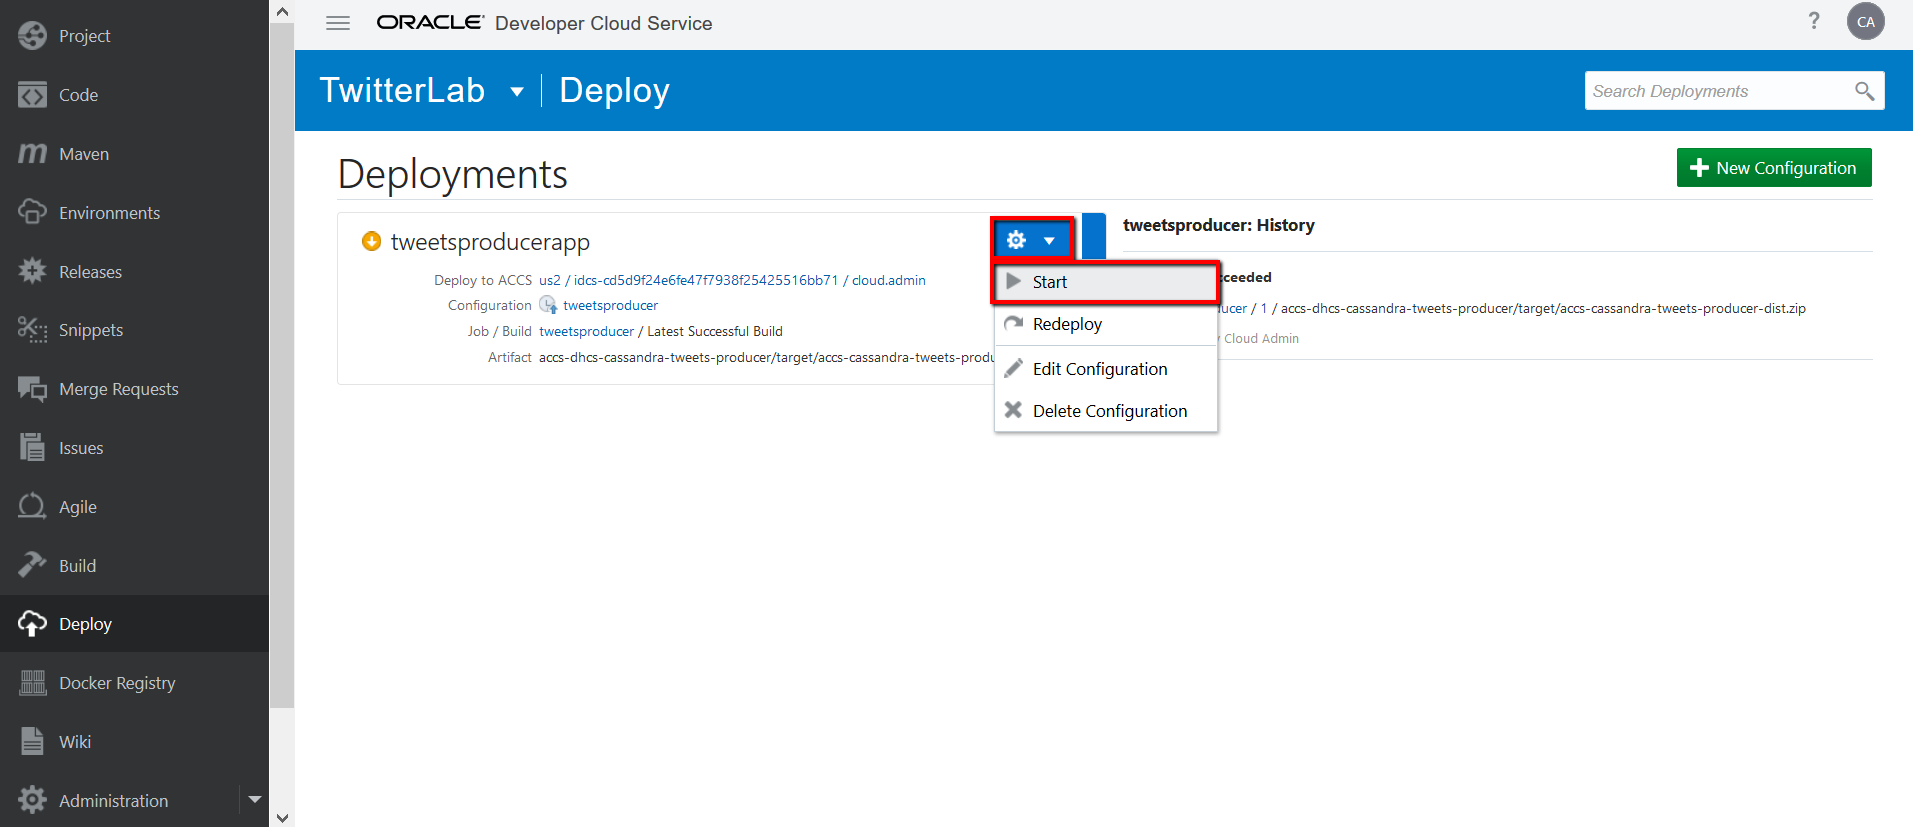 Project
Code
Maven
Environments
Releases
Snippets
Merge Requests
Issues
Agile
Build
Deploy
Docker Registry
Wiki
Administration
ORACLE Developer Cloud Service
?
CA
TwitterLab Deploy
Search Deployments
Deployments
New Configuration
tweetsproducerapp
Deploy to ACCS us2 / idcs-cd5d9f24e6fe47f7938f25425516bb71 / cloud.admin
Configuration tweetsproducer
Job / Build tweetsproducer / Latest Successful Build
Artifact accs-dhcs-cassandra-tweets-producer/target/accs-cassandra-tweets-produ
Start
Redeploy
Edit Configuration
Delete Configuration
tweetsproducer: History
ceeded
ucer / 1 / accs-dhcs-cassandra-tweets-producer/target/accs-cassandra-tweets-producer-dist.zip
Cloud Admin